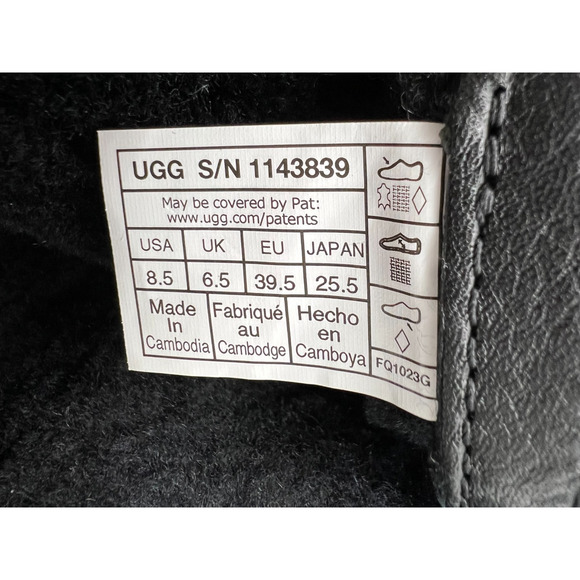 UGG S/N 1143839
May be covered by Pat:
www.ugg.com/patents
USA UK EU JAPAN
8.5 6.5 39.5 25.5
Made In Cambodia
Fabriqué au Cambodge
Hecho en Camboya
FQ1023G